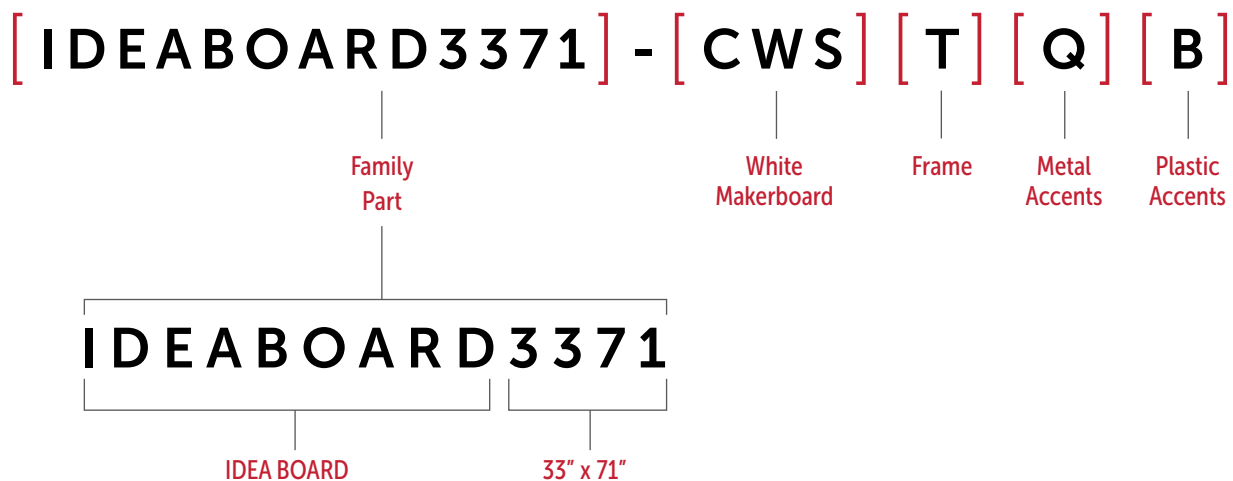 [IDEABOARD3371] - [CWS] [T] [Q] [B]
Family
Part
White
Makerboard
Frame
Metal
Accents
Plastic
Accents
IDEABOARD3371
IDEA BOARD
33" x 71"